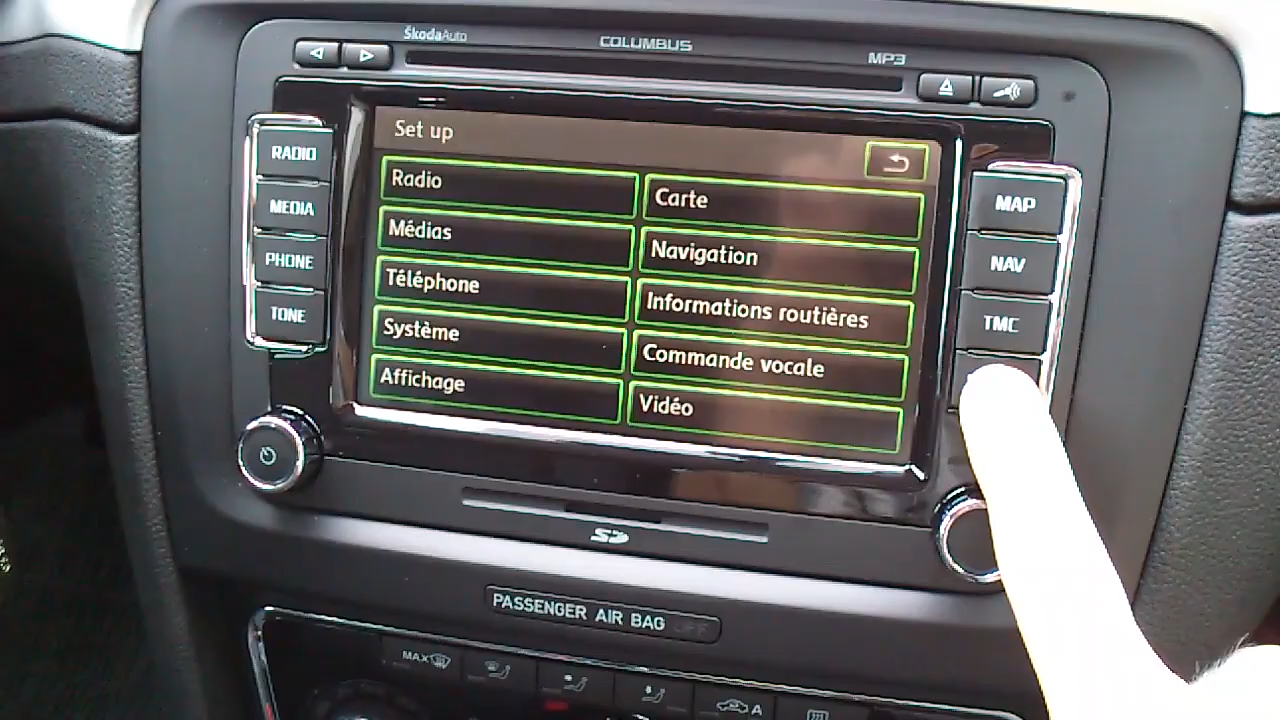 ŠkodaAuto
COLUMBUS
MP3
RADIO
MEDIA
PHONE
TONE
Set up
Radio
Médias
Téléphone
Système
Affichage
Carte
Navigation
Informations routières
Commande vocale
Vidéo
MAP
NAV
TMC
SD
PASSENGER AIR BAG OFF
MAX
A